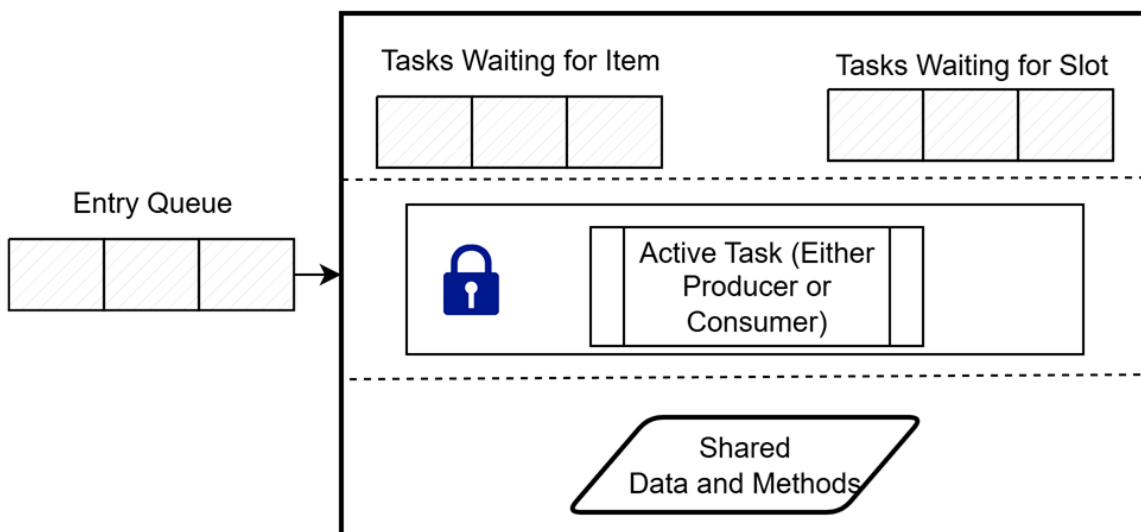 Tasks Waiting for Item
Tasks Waiting for Slot
Entry Queue
Active Task (Either
Producer or
Consumer)
Shared
Data and Methods